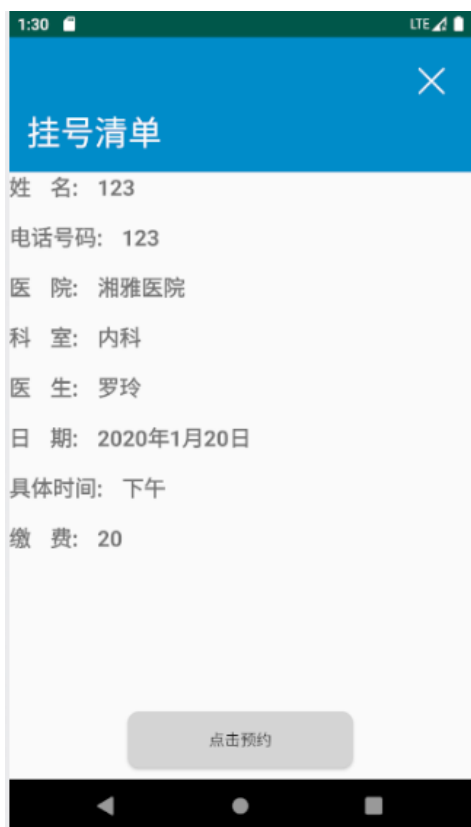 1:30 LTE
挂号清单
姓 名: 123
电话号码: 123
医 院: 湘雅医院
科 室: 内科
医 生: 罗玲
日 期: 2020年1月20日
具体时间: 下午
缴 费: 20
点击预约